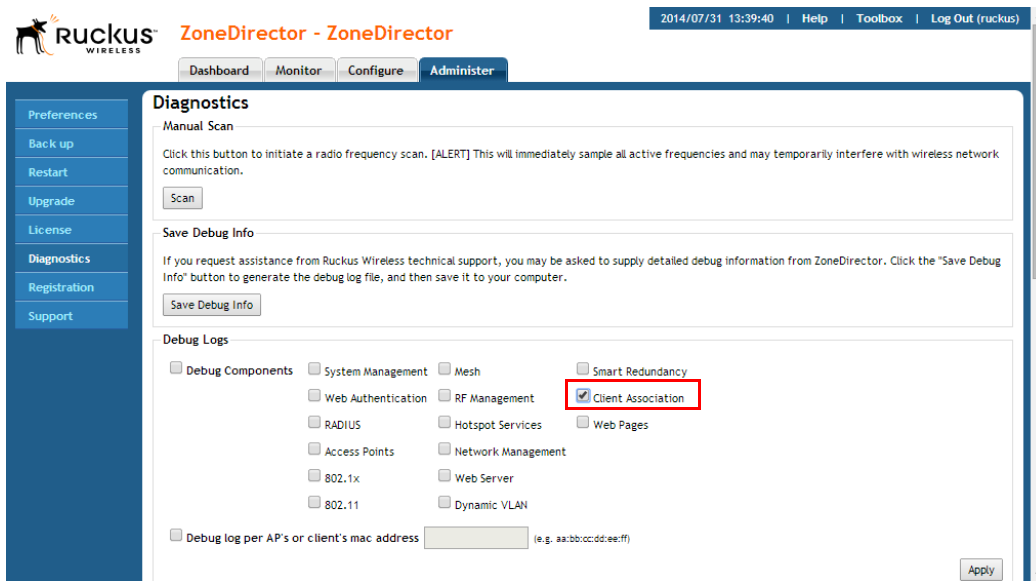 2014/07/31 13:39:40 | Help | Toolbox | Log Out (ruckus)
RUCKUS
WIRELESS
ZoneDirector - ZoneDirector
Dashboard Monitor Configure Administer
Preferences
Back up
Restart
Upgrade
License
Diagnostics
Registration
Support
Diagnostics
Manual Scan
Click this button to initiate a radio frequency scan. [ALERT] This will immediately sample all active frequencies and may temporarily interfere with wireless network
communication.
Scan
Save Debug Info
If you request assistance from Ruckus Wireless technical support, you may be asked to supply detailed debug information from ZoneDirector. Click the "Save Debug
Info" button to generate the debug log file, and then save it to your computer.
Save Debug Info
Debug Logs
Debug Components System Management Mesh Smart Redundancy
Web Authentication RF Management Client Association
RADIUS Hotspot Services Web Pages
Access Points Network Management
802.1x Web Server
802.11 Dynamic VLAN
Debug log per AP's or client's mac address (e.g. aa:bb:cc:dd:ee:ff)
Apply